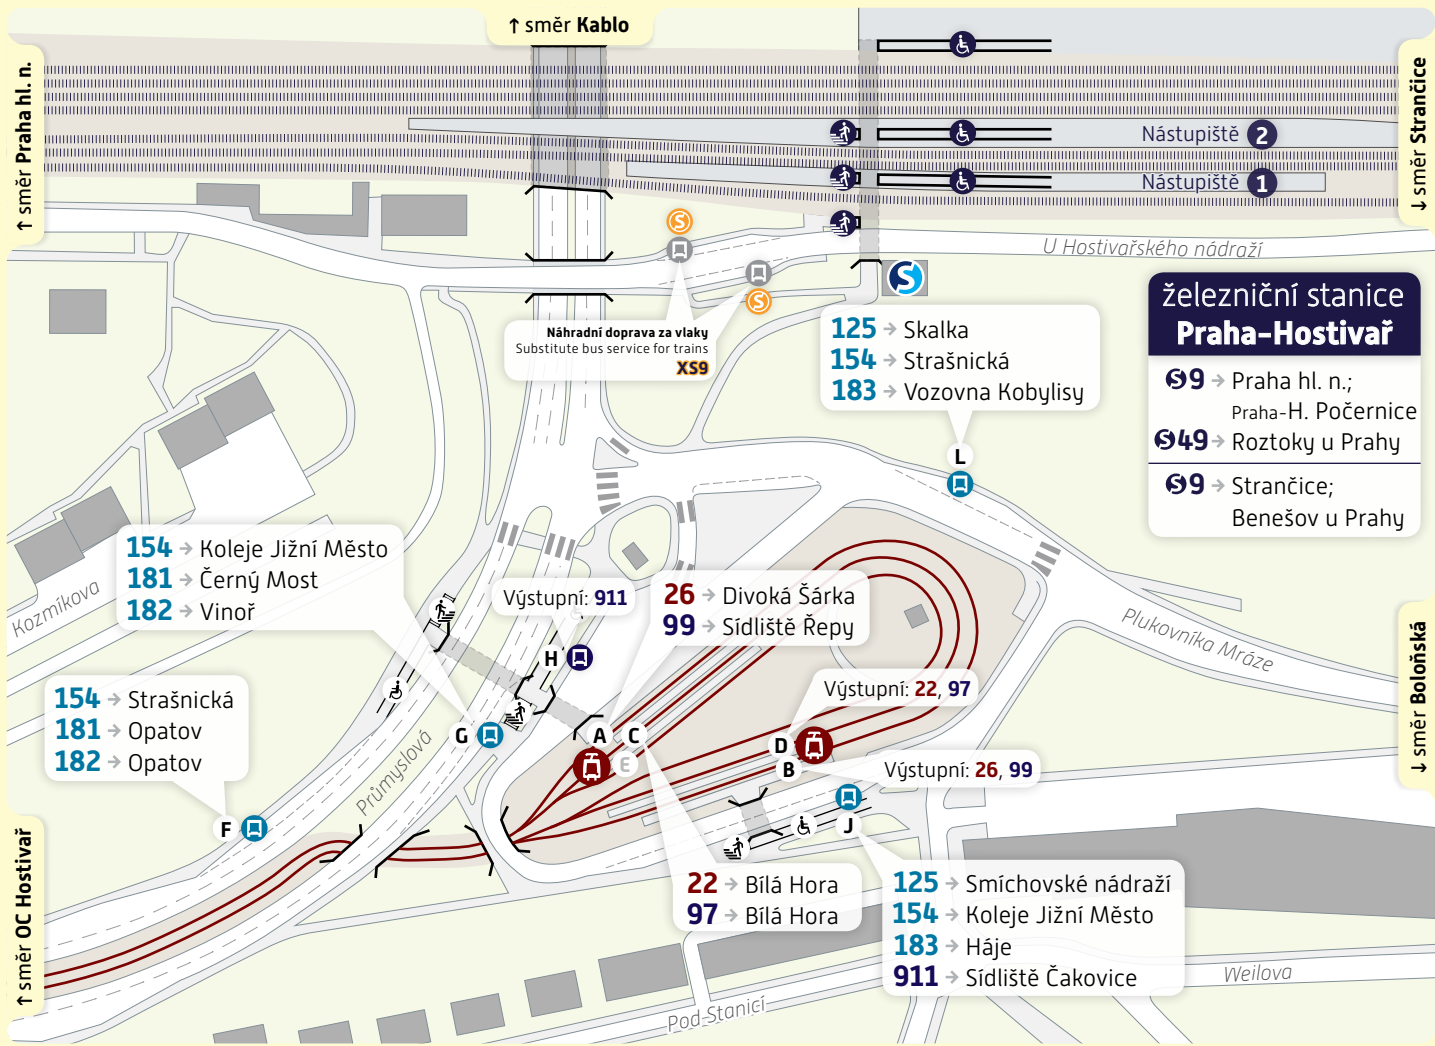 ↑ směr Kablo
↑ směr Praha hl. n.
↓ směr Strančice
Nástupiště 2
Nástupiště 1
U Hostivařského nádraží
S
S
S
Náhradní doprava za vlaky
Substitute bus service for trains
XS9
125 → Skalka
154 → Strašnická
183 → Vozovna Kobylisy
L
železniční stanice
Praha-Hostivař
S9 → Praha hl. n.;
Praha-H. Počernice
S49 → Roztoky u Prahy
S9 → Strančice;
Benešov u Prahy
154 → Koleje Jižní Město
181 → Černý Most
182 → Vinoř
Kozmíkova
Výstupní: 911
H
26 → Divoká Šárka
99 → Sídliště Řepy
Plukovníka Mráze
154 → Strašnická
181 → Opatov
182 → Opatov
F
G
Průmyslová
A
C
E
Výstupní: 22, 97
D
B
Výstupní: 26, 99
J
↓ směr Boloňská
↑ směr OC Hostivař
22 → Bílá Hora
97 → Bílá Hora
125 → Smíchovské nádraží
154 → Koleje Jižní Město
183 → Háje
911 → Sídliště Čakovice
Weilova
Pod Stanicí